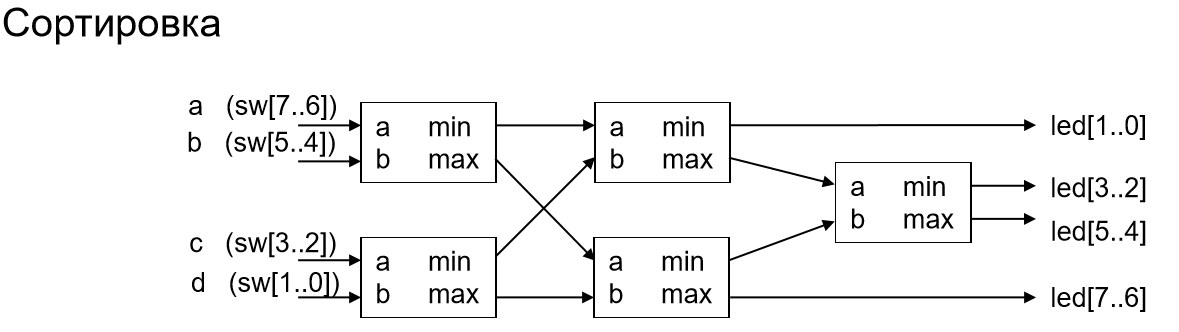 Сортировка
a (sw[7..6])
b (sw[5..4])
a min
b max
a min
b max
led[1..0]
a min
b max
led[3..2]
led[5..4]
c (sw[3..2])
d (sw[1..0])
a min
b max
a min
b max
led[7..6]